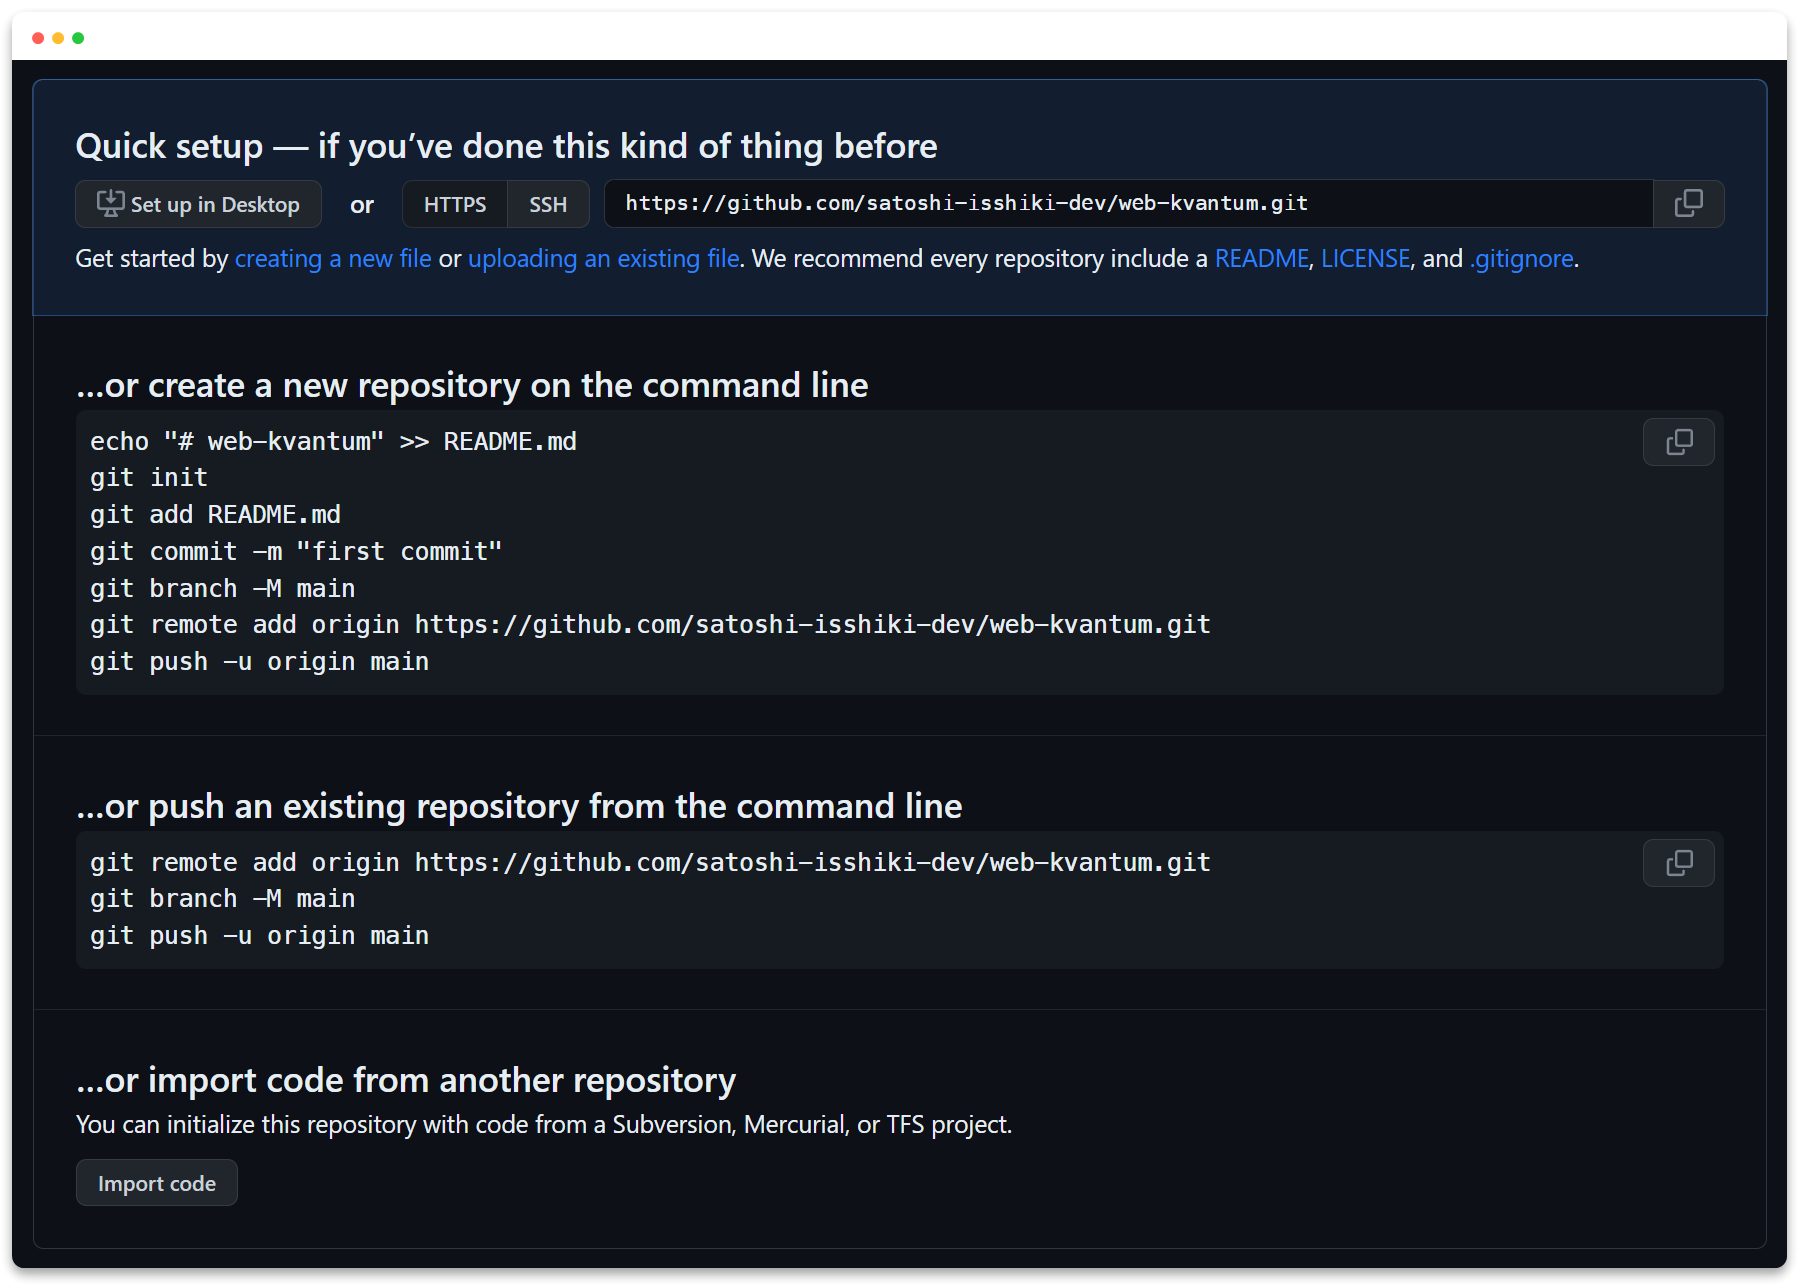 Quick setup — if you’ve done this kind of thing before
Set up in Desktop or HTTPS SSH https://github.com/satoshi-isshiki-dev/web-kvantum.git
Get started by creating a new file or uploading an existing file. We recommend every repository include a README, LICENSE, and .gitignore.
…or create a new repository on the command line
echo "# web-kvantum" >> README.md
git init
git add README.md
git commit -m "first commit"
git branch -M main
git remote add origin https://github.com/satoshi-isshiki-dev/web-kvantum.git
git push -u origin main
…or push an existing repository from the command line
git remote add origin https://github.com/satoshi-isshiki-dev/web-kvantum.git
git branch -M main
git push -u origin main
…or import code from another repository
You can initialize this repository with code from a Subversion, Mercurial, or TFS project.
Import code